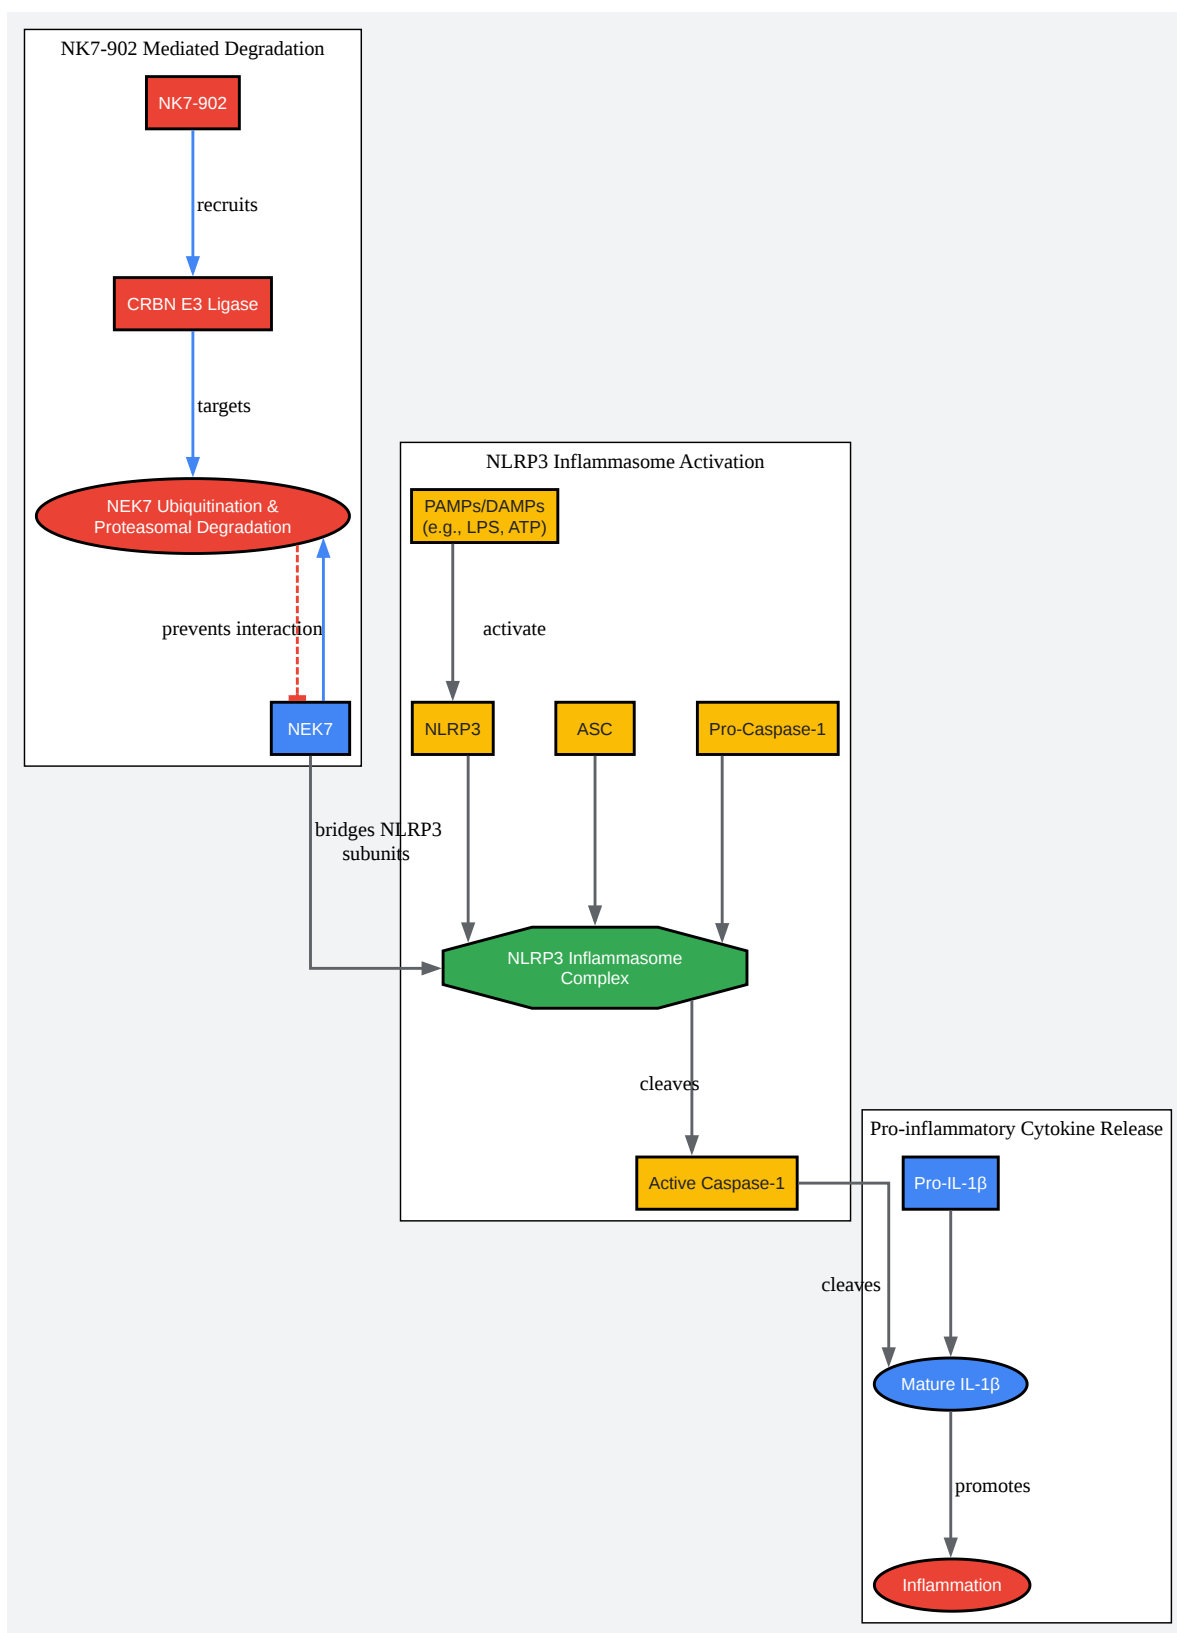 NK7-902 Mediated Degradation
NK7-902
recruits
CRBN E3 Ligase
targets
NEK7 Ubiquitination &
Proteasomal Degradation
prevents interaction
NEK7
bridges NLRP3
subunits
NLRP3 Inflammasome Activation
PAMPs/DAMPs
(e.g., LPS, ATP)
activate
NLRP3
ASC
Pro-Caspase-1
NLRP3 Inflammasome
Complex
cleaves
Active Caspase-1
cleaves
Pro-inflammatory Cytokine Release
Pro-IL-1β
Mature IL-1β
promotes
Inflammation